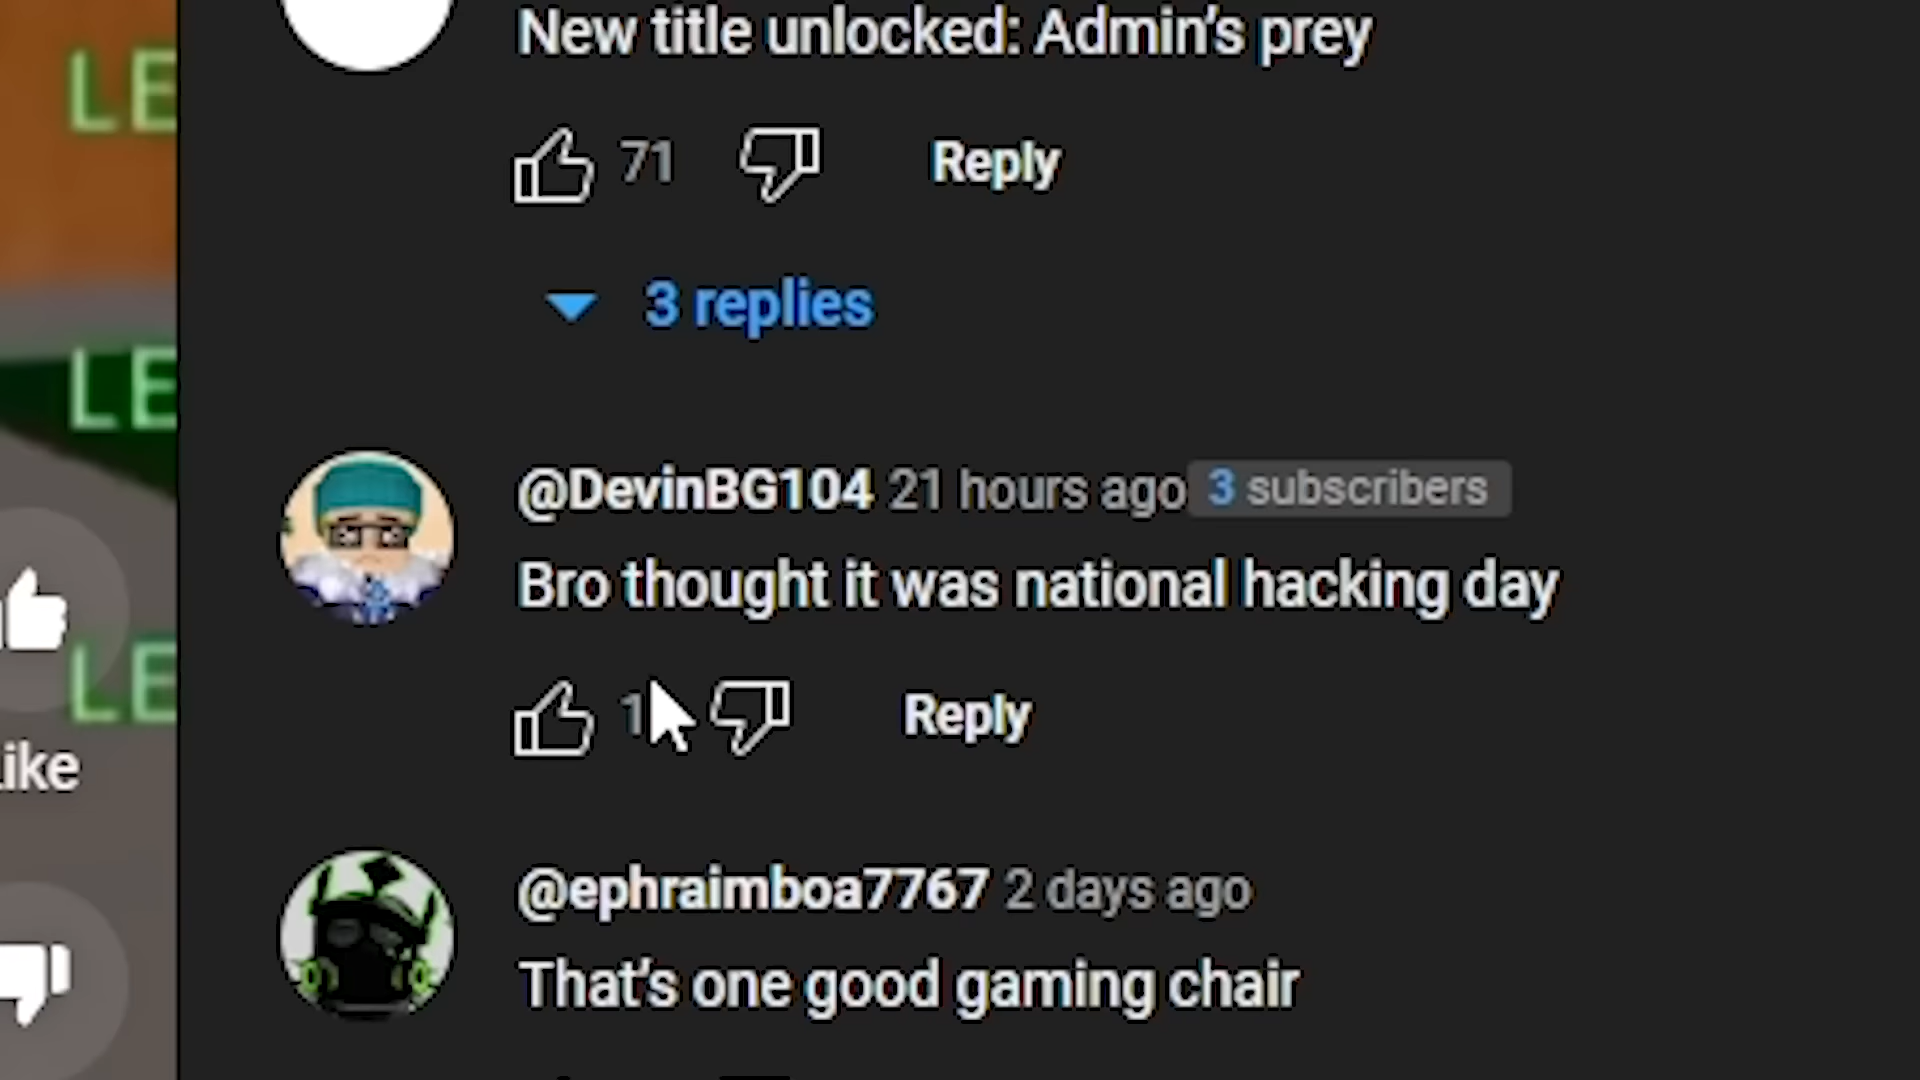 New title unlocked: Admin's prey
71 Reply
3 replies
LE
LE
LE
@DevinBG104 21 hours ago 3 subscribers
Bro thought it was national hacking day
1 Reply
ike
@ephraimboa7767 2 days ago
That's one good gaming chair